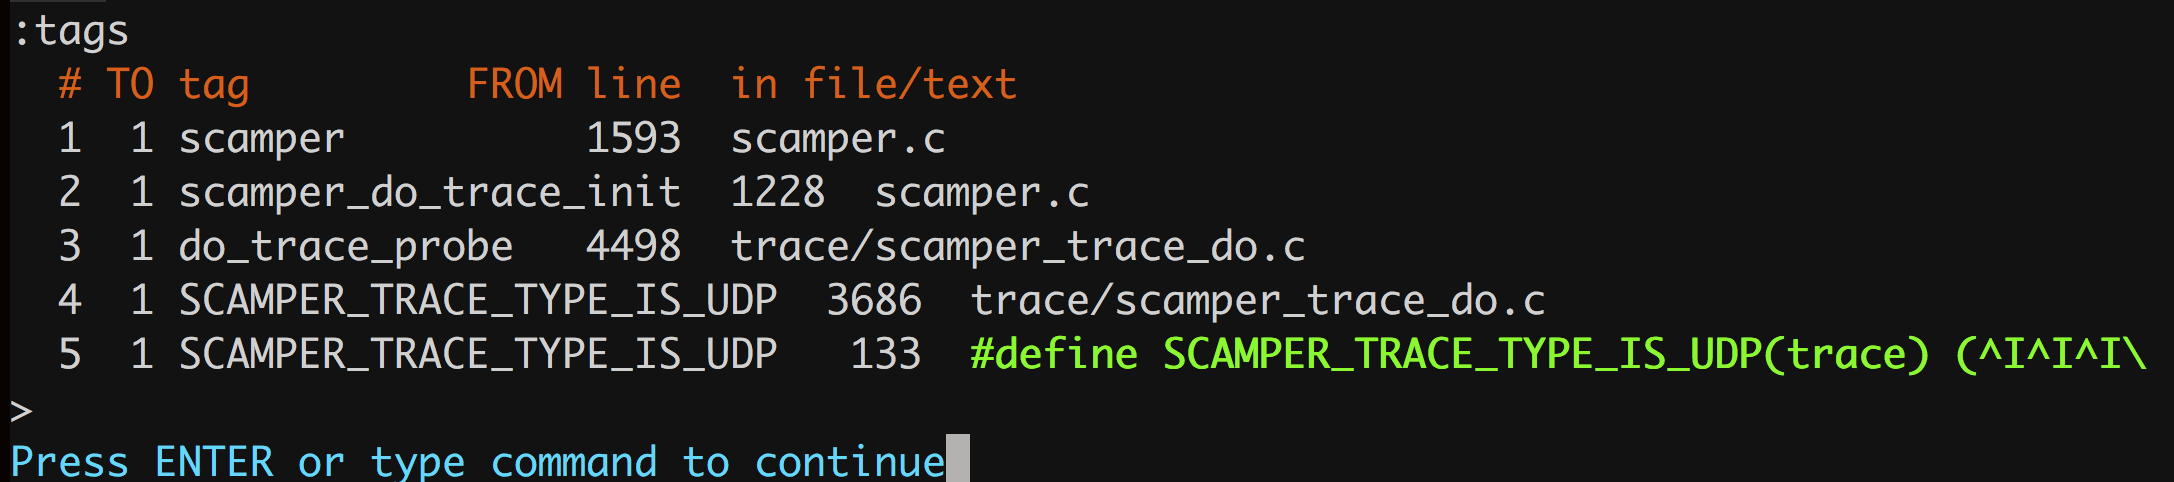 :tags
  # TO tag         FROM line  in file/text
  1  1 scamper          1593  scamper.c
  2  1 scamper_do_trace_init  1228  scamper.c
  3  1 do_trace_probe   4498  trace/scamper_trace_do.c
  4  1 SCAMPER_TRACE_TYPE_IS_UDP  3686  trace/scamper_trace_do.c
  5  1 SCAMPER_TRACE_TYPE_IS_UDP   133  #define SCAMPER_TRACE_TYPE_IS_UDP(trace) (^I^I^I\
>
Press ENTER or type command to continue